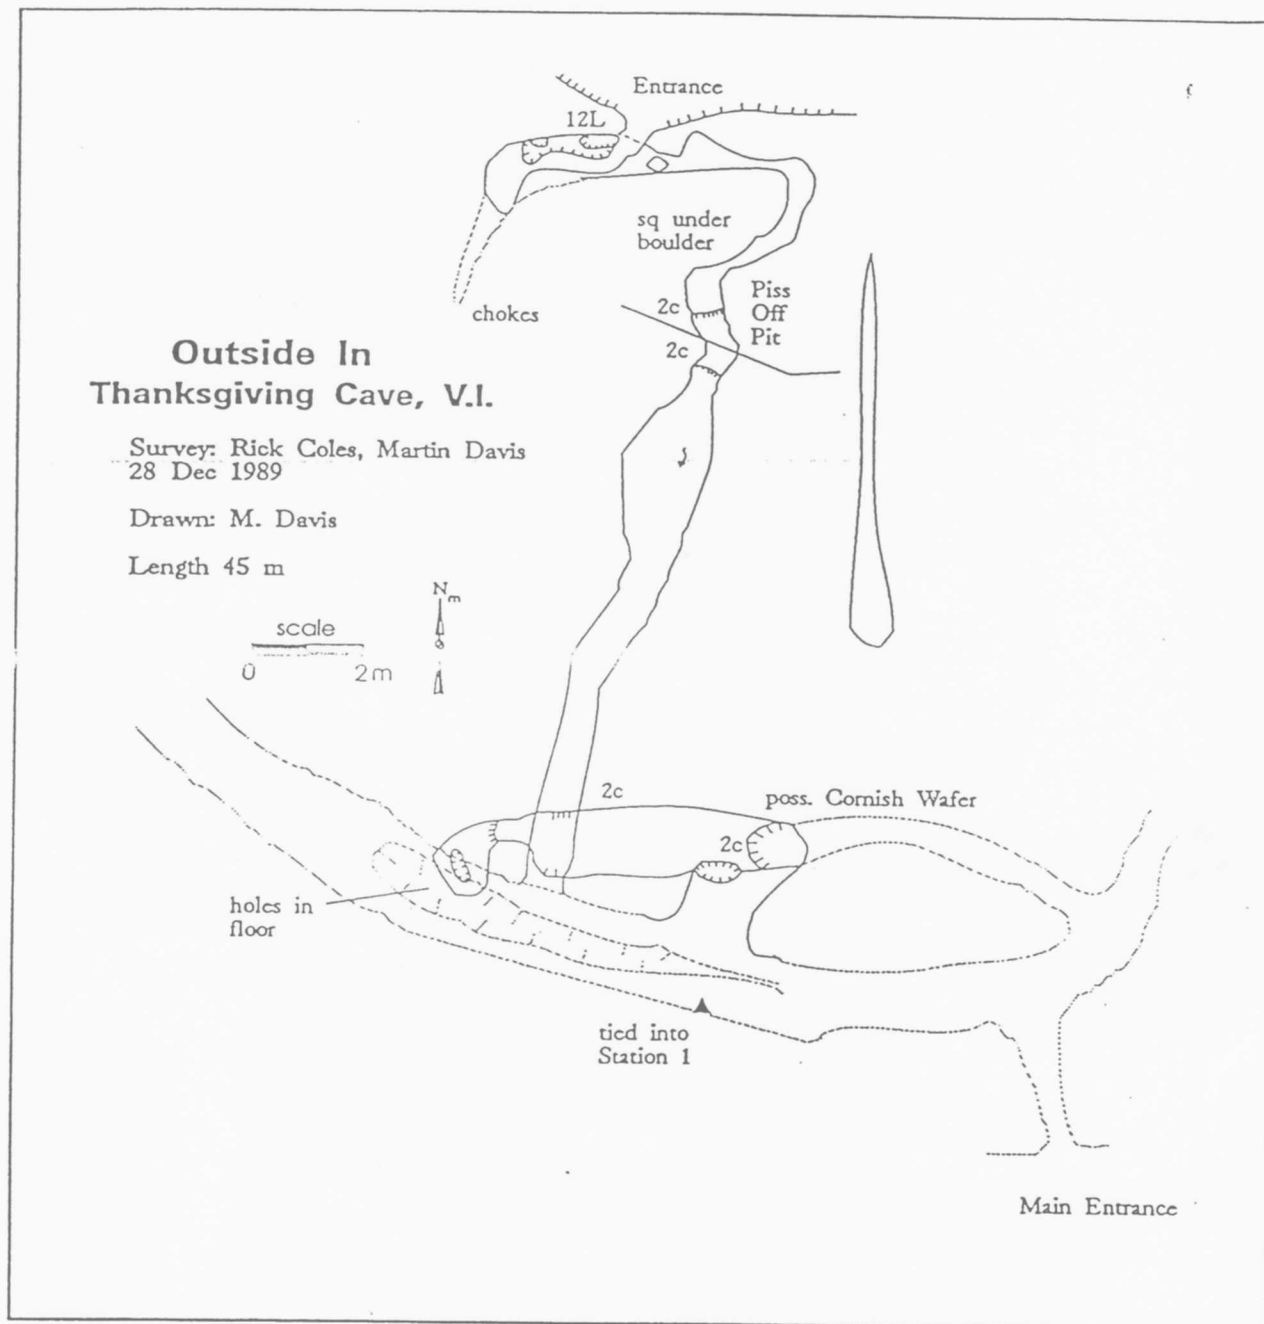 Entrance
12L
sq under
boulder
2c
Piss
Off
Pit
chokes
2c
Outside In
Thanksgiving Cave, V.I.
Survey: Rick Coles, Martin Davis
28 Dec 1989
Drawn: M. Davis
Length 45 m
N
m
scale
0 2m
2c
poss. Cornish Wafer
2c
holes in
floor
tied into
Station 1
Main Entrance